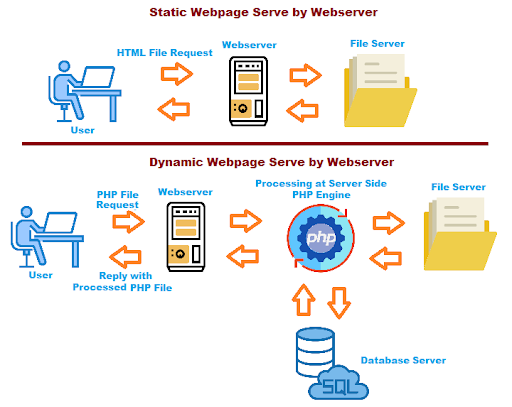 Static Webpage Serve by Webserver
HTML File Request
Webserver
File Server
User
Dynamic Webpage Serve by Webserver
PHP File
Request
Webserver
Processing at Server Side
PHP Engine
File Server
php
User
Reply with
Processed PHP File
Database Server
SQL